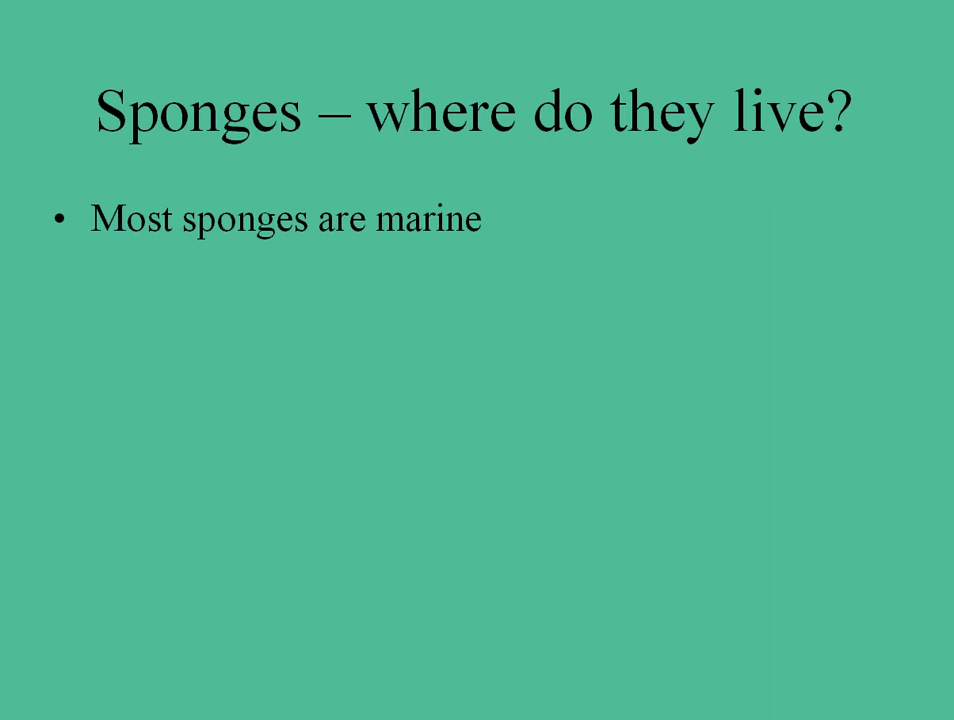 Sponges – where do they live?
• Most sponges are marine